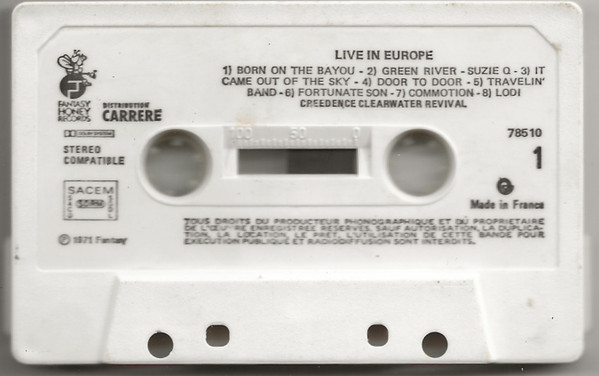 LIVE IN EUROPE
1) BORN ON THE BAYOU - 2) GREEN RIVER - SUZIE Q - 3) IT
CAME OUT OF THE SKY - 4) DOOR TO DOOR - 5) TRAVELIN'
BAND - 6) FORTUNATE SON - 7) COMMOTION - 8) LODI
CREEDENCE CLEARWATER REVIVAL
FANTASY
HONEY
RECORDS
DISTRIBUTION
CARRERE
DOLBY SYSTEM
STEREO
COMPATIBLE
100 50 0
78510
1
SACEM
Made in France
℗ 1971 Fantasy
TOUS DROITS DU PRODUCTEUR PHONOGRAPHIQUE ET DU PROPRIETAIRE
DE L'ŒUVRE ENREGISTREE RESERVES. SAUF AUTORISATION, LA DUPLICA-
TION, LA LOCATION, LE PRET, L'UTILISATION DE CETTE BANDE POUR
EXECUTION PUBLIQUE ET RADIODIFFUSION SONT INTERDITS.